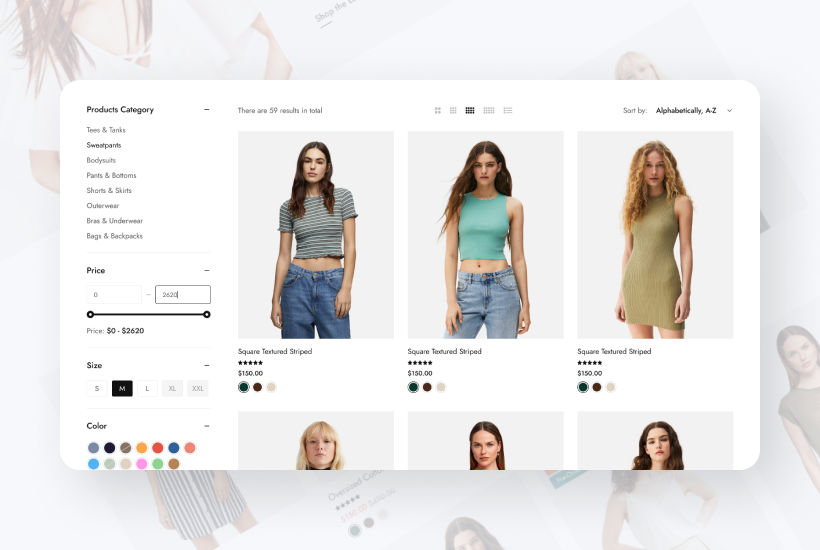 Shop the
Products Category
There are 59 results in total
Sort by: Alphabetically, A-Z
Tees & Tanks
Sweatpants
Bodysuits
Pants & Bottoms
Shorts & Skirts
Outerwear
Bras & Underwear
Bags & Backpacks
Price
0 – 2620
Price: $0 - $2620
Size
S M L XL XXL
Color
Square Textured Striped
$150.00
Square Textured Striped
$150.00
Square Textured Striped
$150.00
Oversized
$130.00 $450.00